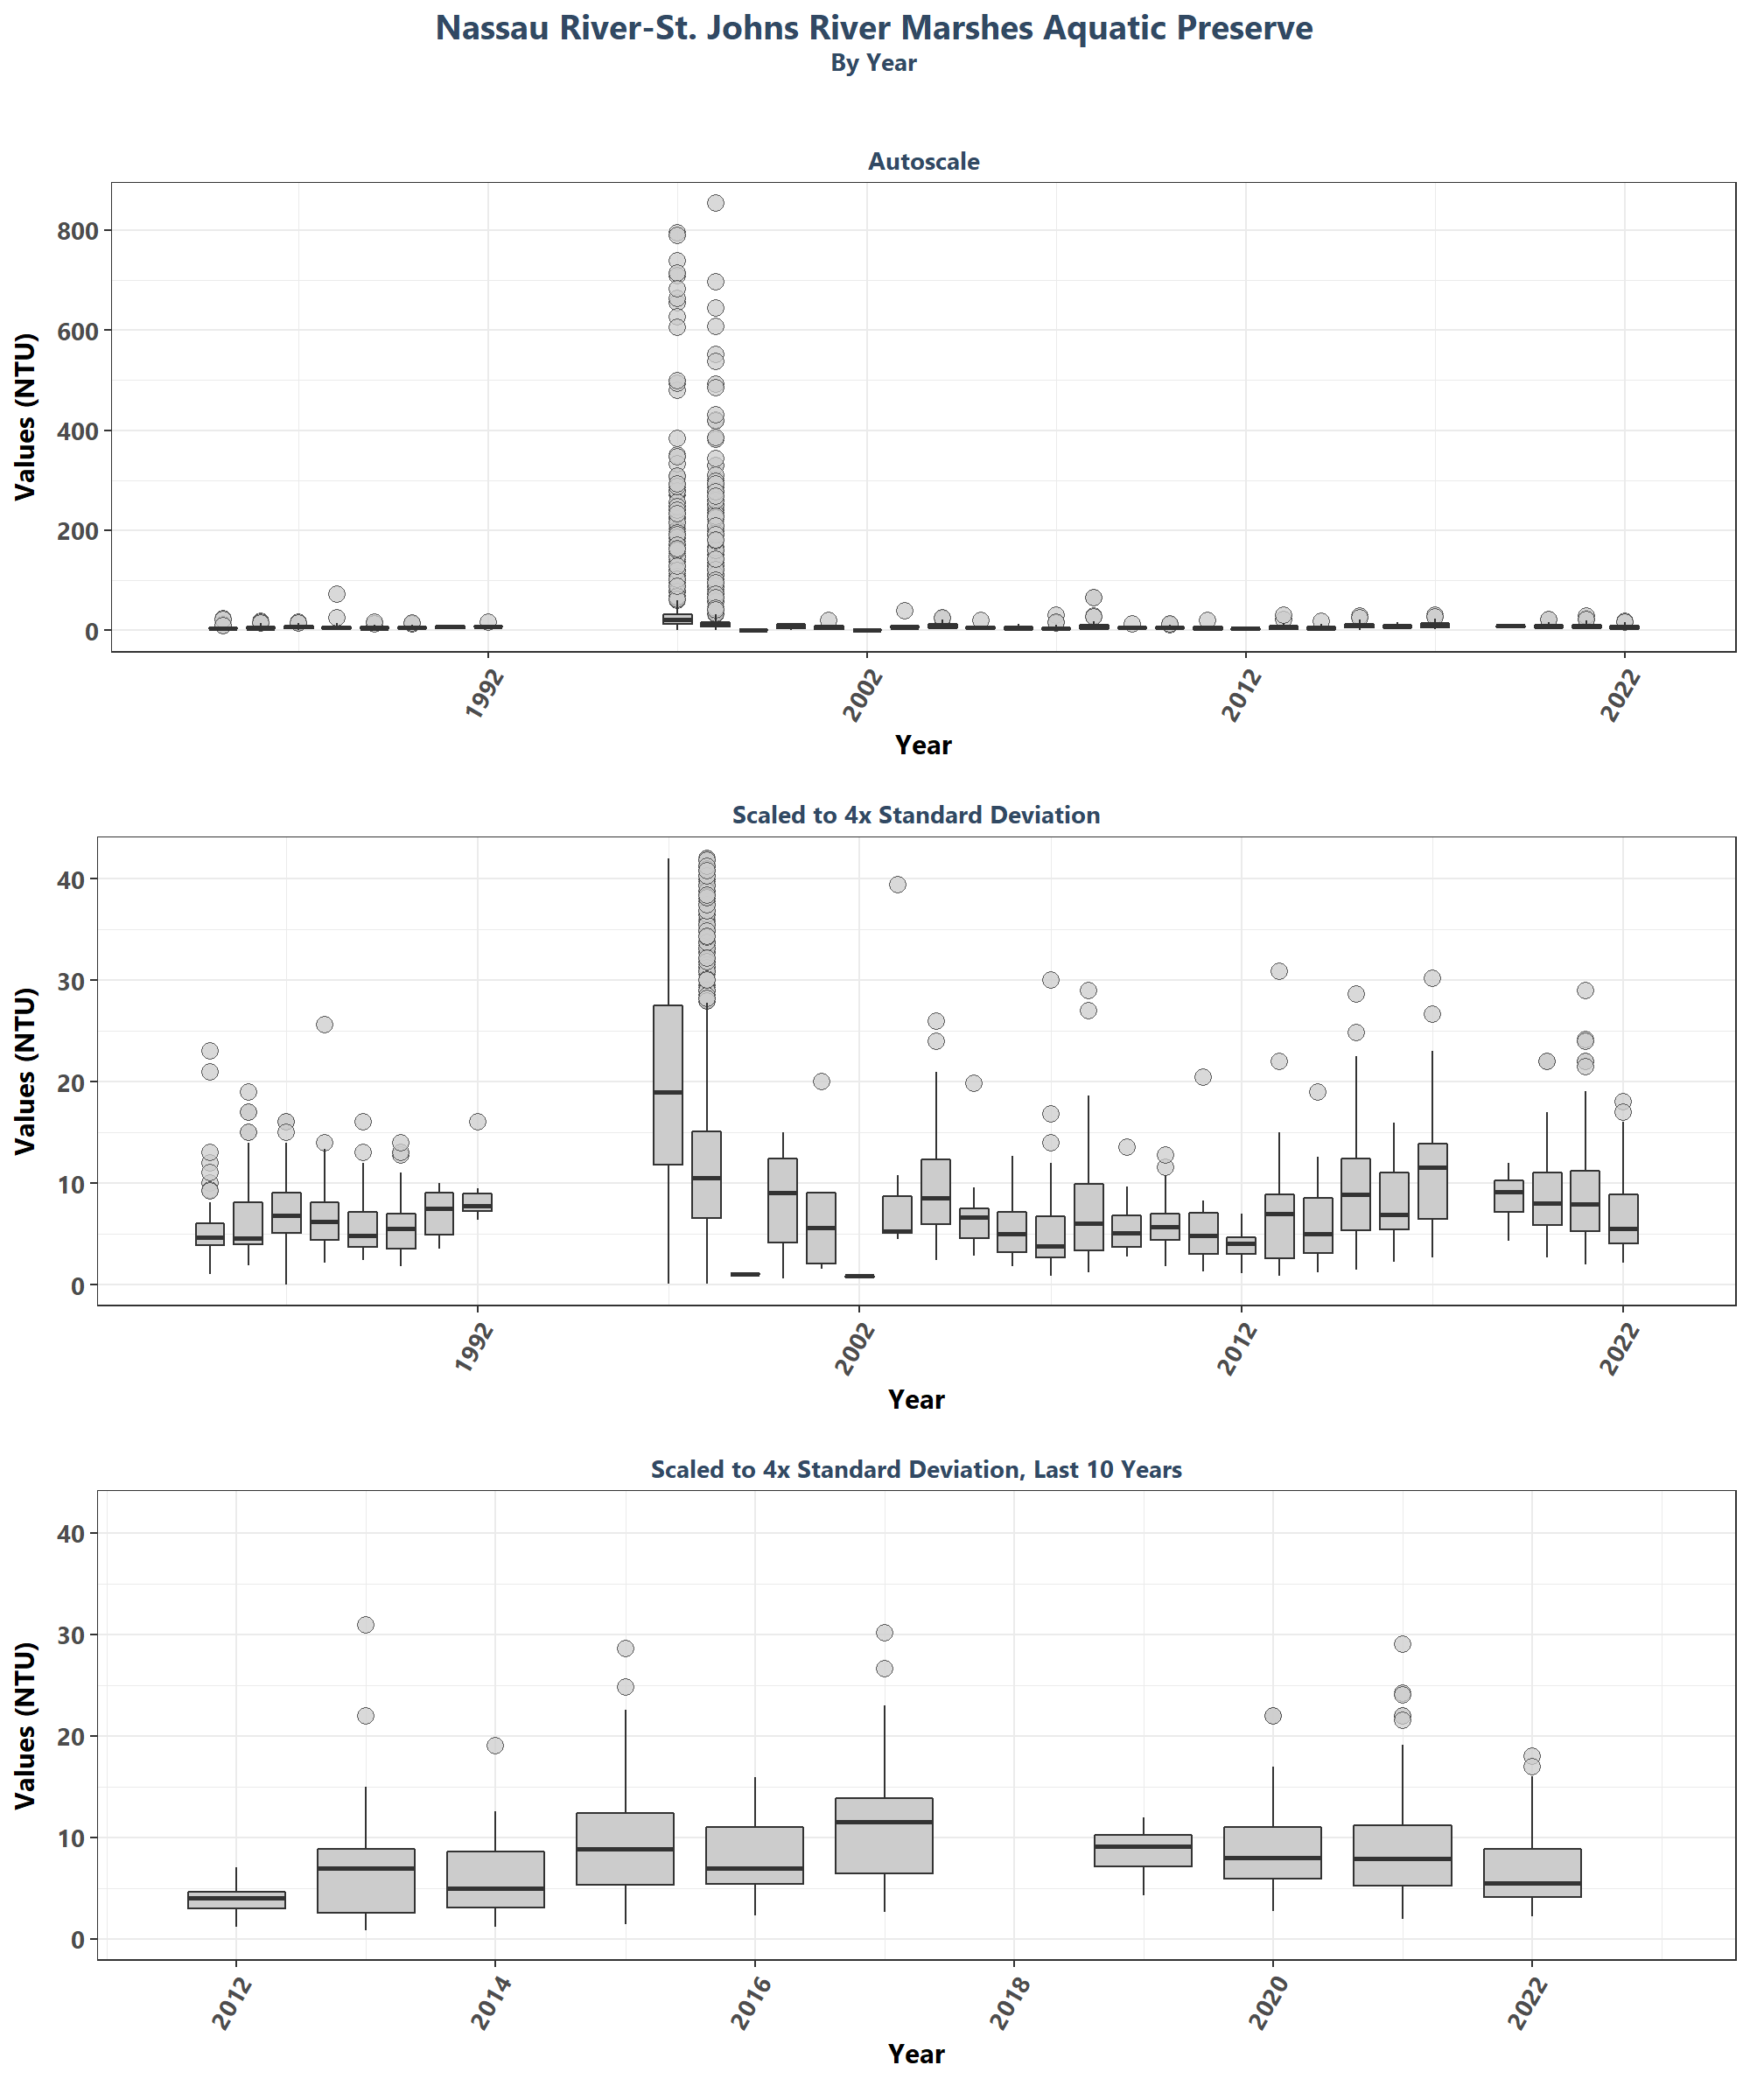 Nassau River-St. Johns River Marshes Aquatic Preserve
By Year
Autoscale
Values (NTU)
800
600
400
200
0
1992
2002
2012
2022
Year
Scaled to 4x Standard Deviation
Values (NTU)
40
30
20
10
0
1992
2002
2012
2022
Year
Scaled to 4x Standard Deviation, Last 10 Years
Values (NTU)
40
30
20
10
0
2012
2014
2016
2018
2020
2022
Year